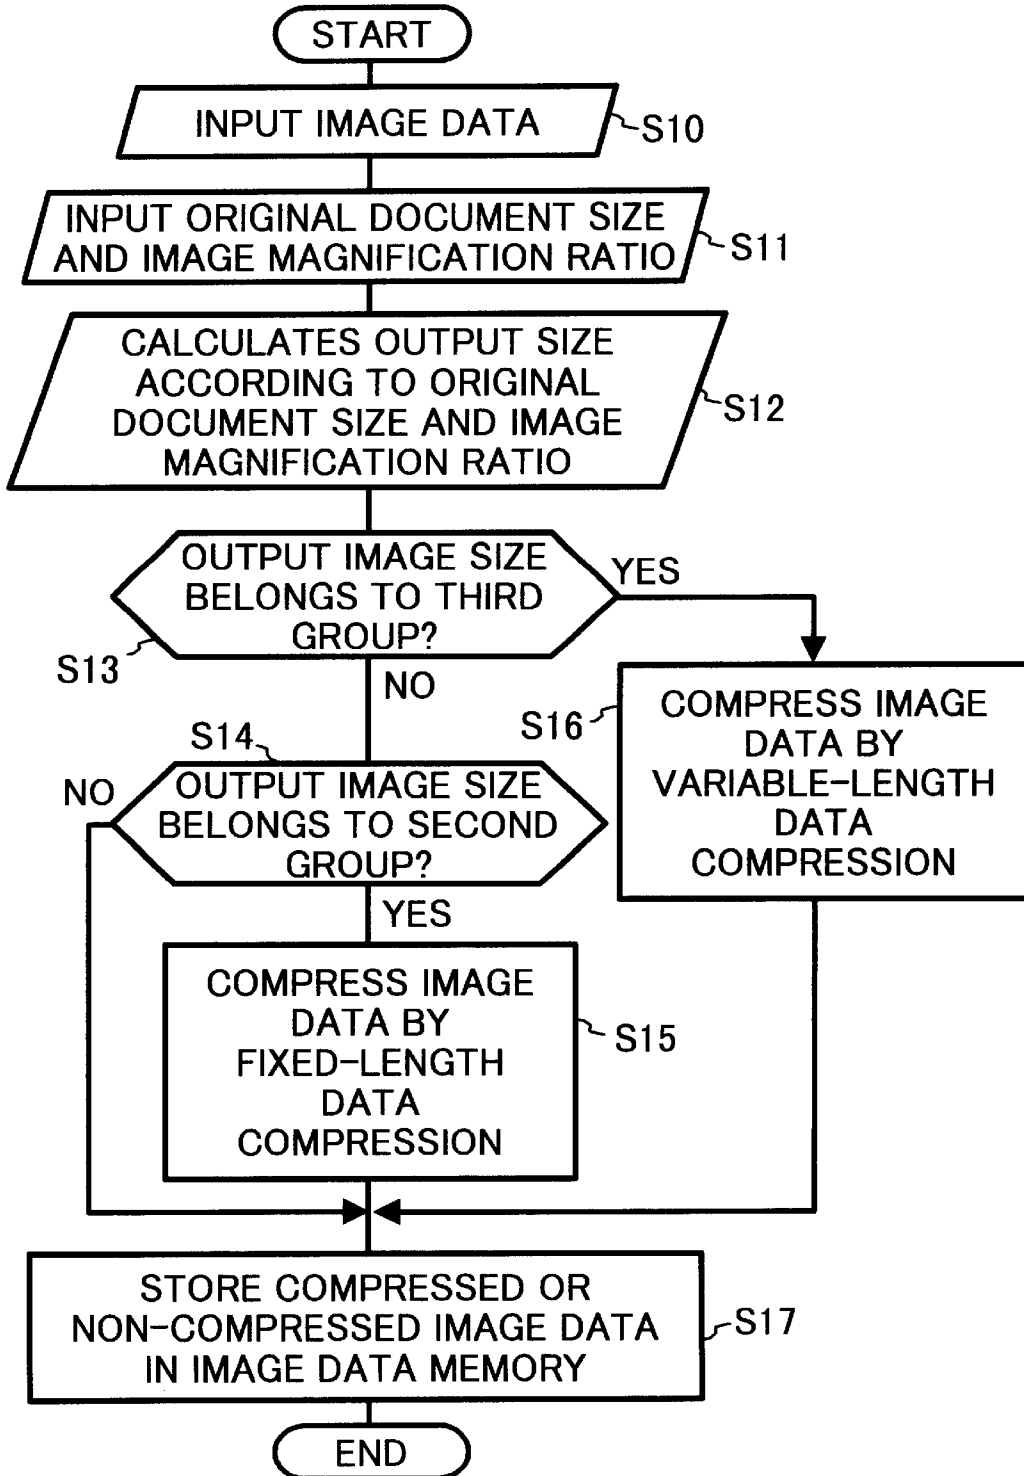 START
INPUT IMAGE DATA
S10
INPUT ORIGINAL DOCUMENT SIZE
AND IMAGE MAGNIFICATION RATIO
S11
CALCULATES OUTPUT SIZE
ACCORDING TO ORIGINAL
DOCUMENT SIZE AND IMAGE
MAGNIFICATION RATIO
S12
OUTPUT IMAGE SIZE
BELONGS TO THIRD
GROUP?
YES
S13
NO
S16
COMPRESS IMAGE
DATA BY
VARIABLE-LENGTH
DATA
COMPRESSION
S14
NO
OUTPUT IMAGE SIZE
BELONGS TO SECOND
GROUP?
YES
COMPRESS IMAGE
DATA BY
FIXED-LENGTH
DATA
COMPRESSION
S15
STORE COMPRESSED OR
NON-COMPRESSED IMAGE DATA
IN IMAGE DATA MEMORY
S17
END